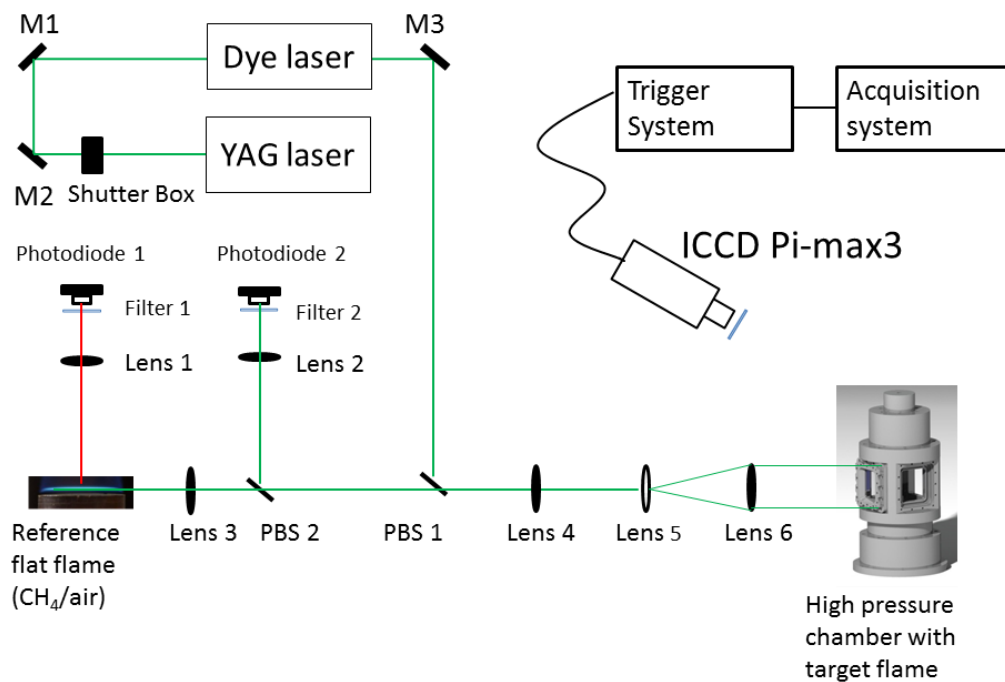 M1
M3
Dye laser
Trigger
System
Acquisition
system
YAG laser
M2
Shutter Box
ICCD Pi-max3
Photodiode 1
Photodiode 2
Filter 1
Filter 2
Lens 1
Lens 2
Reference
flat flame
(CH₄/air)
Lens 3
PBS 2
PBS 1
Lens 4
Lens 5
Lens 6
High pressure
chamber with
target flame